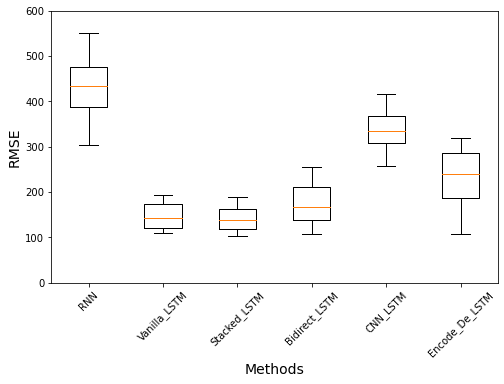 600
500
400
300
200
100
0
RMSE
RNN
Vanilla_LSTM
Stacked_LSTM
Bidirect_LSTM
CNN_LSTM
Encode_De_LSTM
Methods